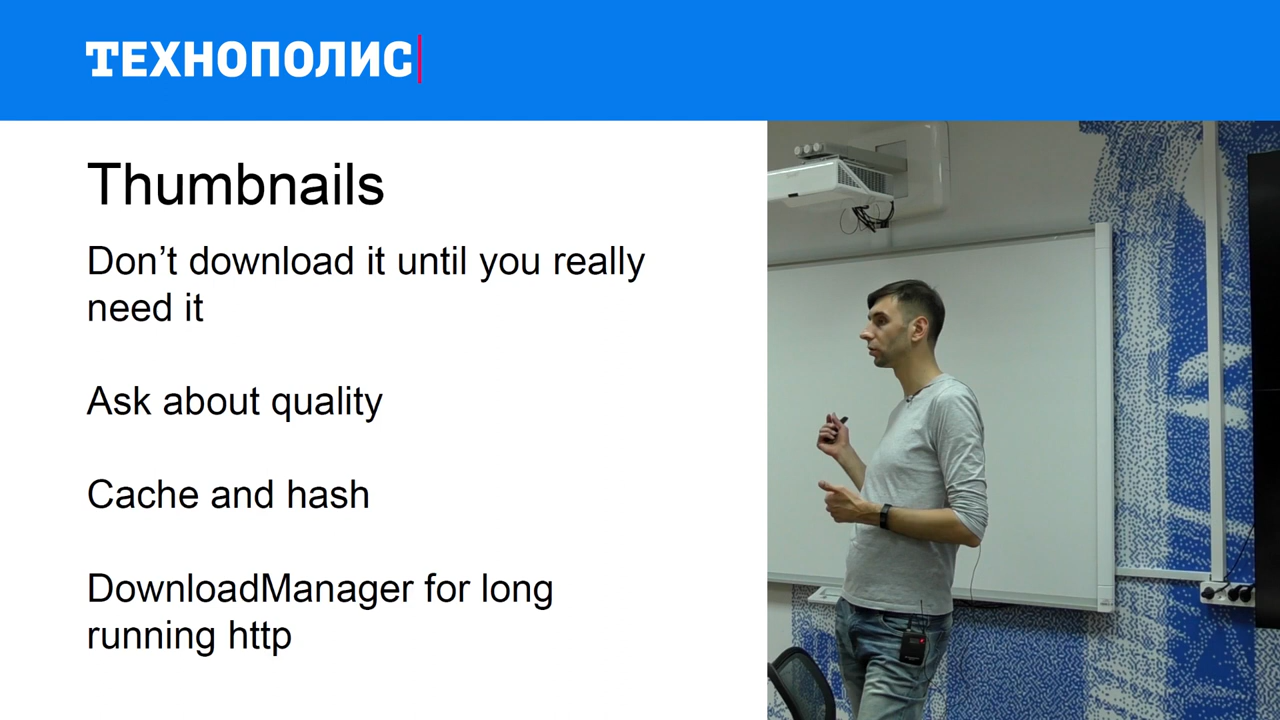 ТЕХНОПОЛИС
Thumbnails
Don’t download it until you really
need it
Ask about quality
Cache and hash
DownloadManager for long
running http